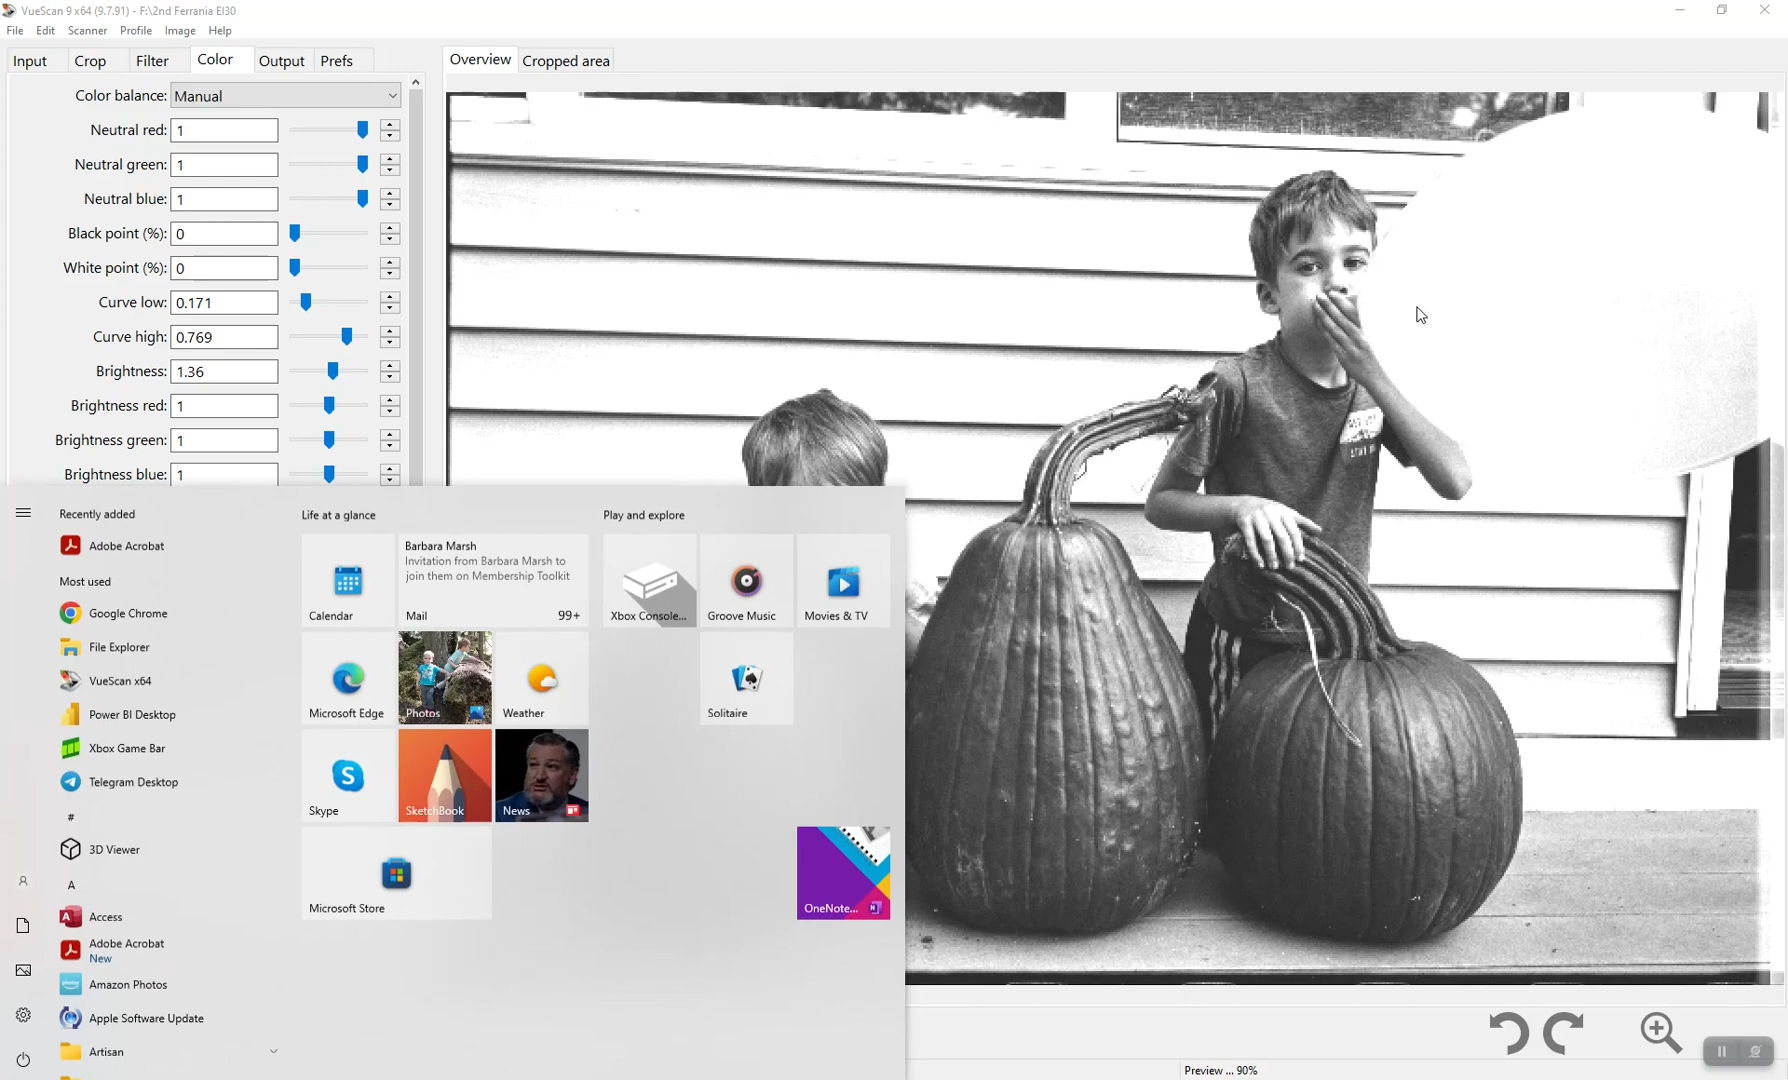 VueScan 9 x64 (9.7.91) - F:\2nd Ferrania EI30
File Edit Scanner Profile Image Help
Input Crop Filter Color Output Prefs
Overview Cropped area
Color balance: Manual
Neutral red: 1
Neutral green: 1
Neutral blue: 1
Black point (%): 0
White point (%): 0
Curve low: 0.171
Curve high: 0.769
Brightness: 1.36
Brightness red: 1
Brightness green: 1
Brightness blue: 1
Recently added
Adobe Acrobat
Most used
Google Chrome
File Explorer
VueScan x64
Power BI Desktop
Xbox Game Bar
Telegram Desktop
#
3D Viewer
A
Access
Adobe Acrobat
New
Amazon Photos
Apple Software Update
Artisan
Life at a glance
Calendar
Barbara Marsh
Invitation from Barbara Marsh to
join them on Membership Toolkit
Mail 99+
Microsoft Edge
Photos
Weather
Skype
SketchBook
News
Microsoft Store
Play and explore
Xbox Console...
Groove Music
Movies & TV
Solitaire
OneNote...
Preview ... 90%